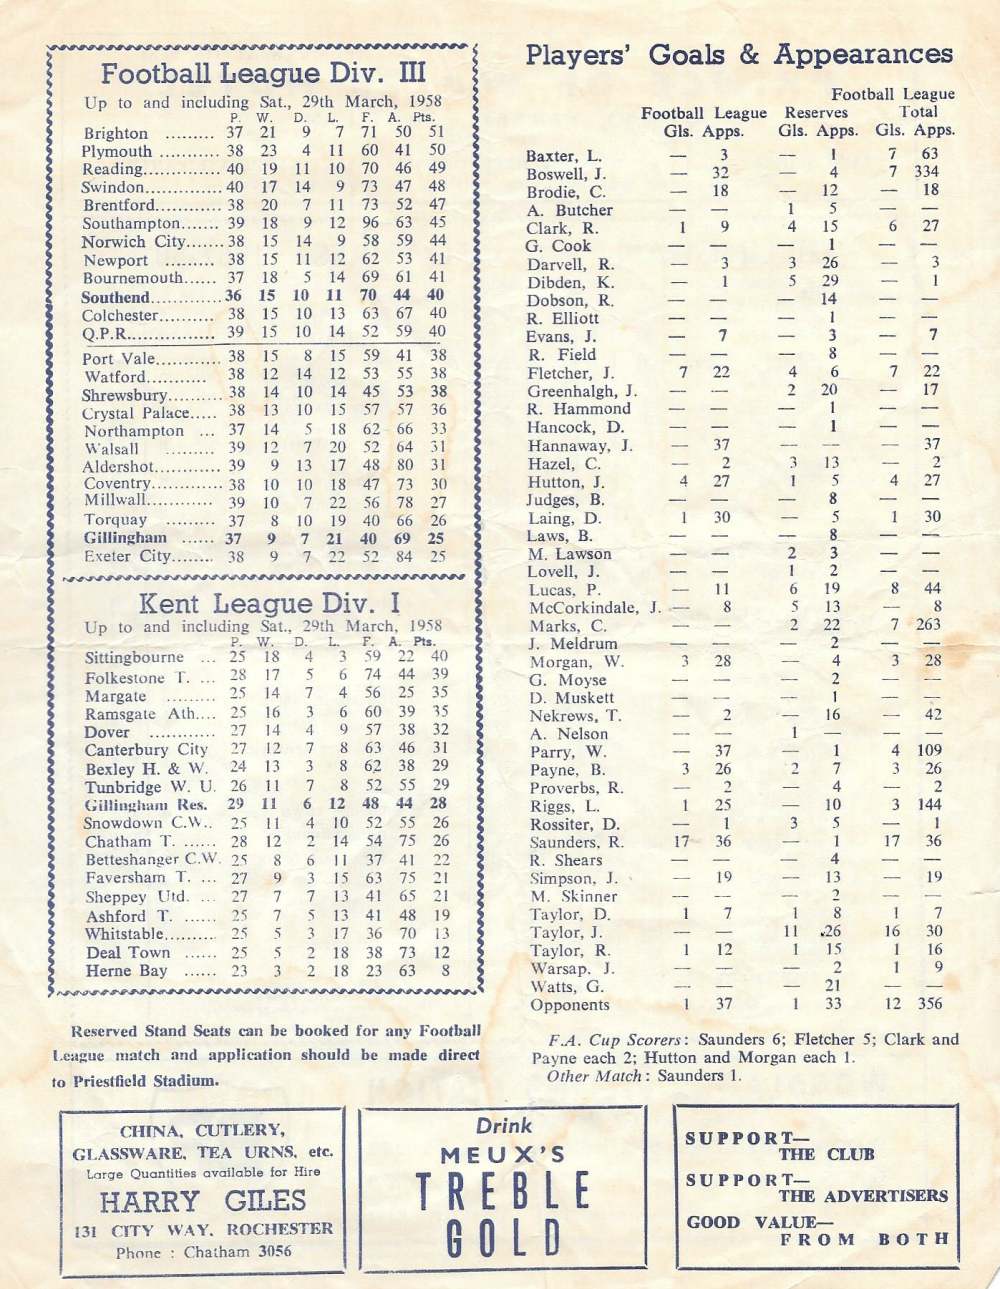 Football League Div. III
Up to and including Sat., 29th March, 1958
P. W. D. L. F. A. Pts.
Brighton ......... 37 21 9 7 71 50 51
Plymouth ........... 38 23 4 11 60 41 50
Reading.............. 40 19 11 10 70 46 49
Swindon.............. 40 17 14 9 73 47 48
Brentford............ 38 20 7 11 73 52 47
Southampton....... 39 18 9 12 96 63 45
Norwich City....... 38 15 14 9 58 59 44
Newport ......... 38 15 11 12 62 53 41
Bournemouth...... 37 18 5 14 69 61 41
Southend............ 36 15 10 11 70 44 40
Colchester.......... 38 15 10 13 63 67 40
Q.P.R................ 39 15 10 14 52 59 40
Port Vale............ 38 15 8 15 59 41 38
Watford........... 38 12 14 12 53 55 38
Shrewsbury.......... 38 14 10 14 45 53 38
Crystal Palace..... 38 13 10 15 57 57 36
Northampton ... 37 14 5 18 62 66 33
Walsall ......... 39 12 7 20 52 64 31
Aldershot............ 39 9 13 17 48 80 31
Coventry............. 38 10 10 18 47 73 30
Millwall............ 39 10 7 22 56 78 27
Torquay ......... 37 8 10 19 40 66 26
Gillingham ...... 37 9 7 21 40 69 25
Exeter City........ 38 9 7 22 52 84 25
Kent League Div. I
Up to and including Sat., 29th March, 1958
P. W. D. L. F. A. Pts.
Sittingbourne ... 25 18 4 3 59 22 40
Folkestone T. ... 28 17 5 6 74 44 39
Margate ......... 25 14 7 4 56 25 35
Ramsgate Ath.... 25 16 3 6 60 39 35
Dover ............ 27 14 4 9 57 38 32
Canterbury City 27 12 7 8 63 46 31
Bexley H. & W. 24 13 3 8 62 38 29
Tunbridge W. U. 26 11 7 8 52 55 29
Gillingham Res. 29 11 6 12 48 44 28
Snowdown C.W.. 25 11 4 10 52 55 26
Chatham T. ...... 28 12 2 14 54 75 26
Betteshanger C.W. 25 8 6 11 37 41 22
Faversham T. ... 27 9 3 15 63 75 21
Sheppey Utd. ... 27 7 7 13 41 65 21
Ashford T. ...... 25 7 5 13 41 48 19
Whitstable.......... 25 5 3 17 36 70 13
Deal Town ...... 25 5 2 18 38 73 12
Herne Bay ...... 23 3 2 18 23 63 8
Reserved Stand Seats can be booked for any Football
League match and application should be made direct
to Priestfield Stadium.
Players' Goals & Appearances
Football League
Football League Reserves Total
Gls. Apps. Gls. Apps. Gls. Apps.
Baxter, L. — 3 — 1 7 63
Boswell, J. — 32 — 4 7 334
Brodie, C. — 18 — 12 — 18
A. Butcher — — 1 5 — —
Clark, R. 1 9 4 15 6 27
G. Cook — — — 1 — —
Darvell, R. — 3 3 26 — 3
Dibden, K. — 1 5 29 — 1
Dobson, R. — — — 14 — —
R. Elliott — — — 1 — —
Evans, J. — 7 — 3 — 7
R. Field — — — 8 — —
Fletcher, J. 7 22 4 6 7 22
Greenhalgh, J. — — 2 20 — 17
R. Hammond — — — 1 — —
Hancock, D. — — — 1 — —
Hannaway, J. — 37 — — — 37
Hazel, C. — 2 3 13 — 2
Hutton, J. 4 27 1 5 4 27
Judges, B. — — — 8 — —
Laing, D. 1 30 — 5 1 30
Laws, B. — — — 8 — —
M. Lawson — — 2 3 — —
Lovell, J. — — 1 2 — —
Lucas, P. — 11 6 19 8 44
McCorkindale, J. — 8 5 13 — 8
Marks, C. — — 2 22 7 263
J. Meldrum — — — 2 — —
Morgan, W. 3 28 — 4 3 28
G. Moyse — — — 2 — —
D. Muskett — — — 1 — —
Nekrews, T. — 2 — 16 — 42
A. Nelson — — 1 — — —
Parry, W. — 37 — 1 4 109
Payne, B. 3 26 2 7 3 26
Proverbs, R. — 2 — 4 — 2
Riggs, L. 1 25 — 10 3 144
Rossiter, D. — 1 3 5 — 1
Saunders, R. 17 36 — 1 17 36
R. Shears — — — 4 — —
Simpson, J. — 19 — 13 — 19
M. Skinner — — — 2 — —
Taylor, D. 1 7 1 8 1 7
Taylor, J. — — 11 26 16 30
Taylor, R. 1 12 1 15 1 16
Warsap. J. — — — 2 1 9
Watts, G. — — — 21 — —
Opponents 1 37 1 33 12 356
F.A. Cup Scorers: Saunders 6; Fletcher 5; Clark and
Payne each 2; Hutton and Morgan each 1.
Other Match: Saunders 1.
CHINA, CUTLERY,
GLASSWARE, TEA URNS, etc.
Large Quantities available for Hire
HARRY GILES
131 CITY WAY, ROCHESTER
Phone : Chatham 3056
Drink
MEUX'S
TREBLE
GOLD
SUPPORT—
THE CLUB
SUPPORT—
THE ADVERTISERS
GOOD VALUE—
FROM BOTH